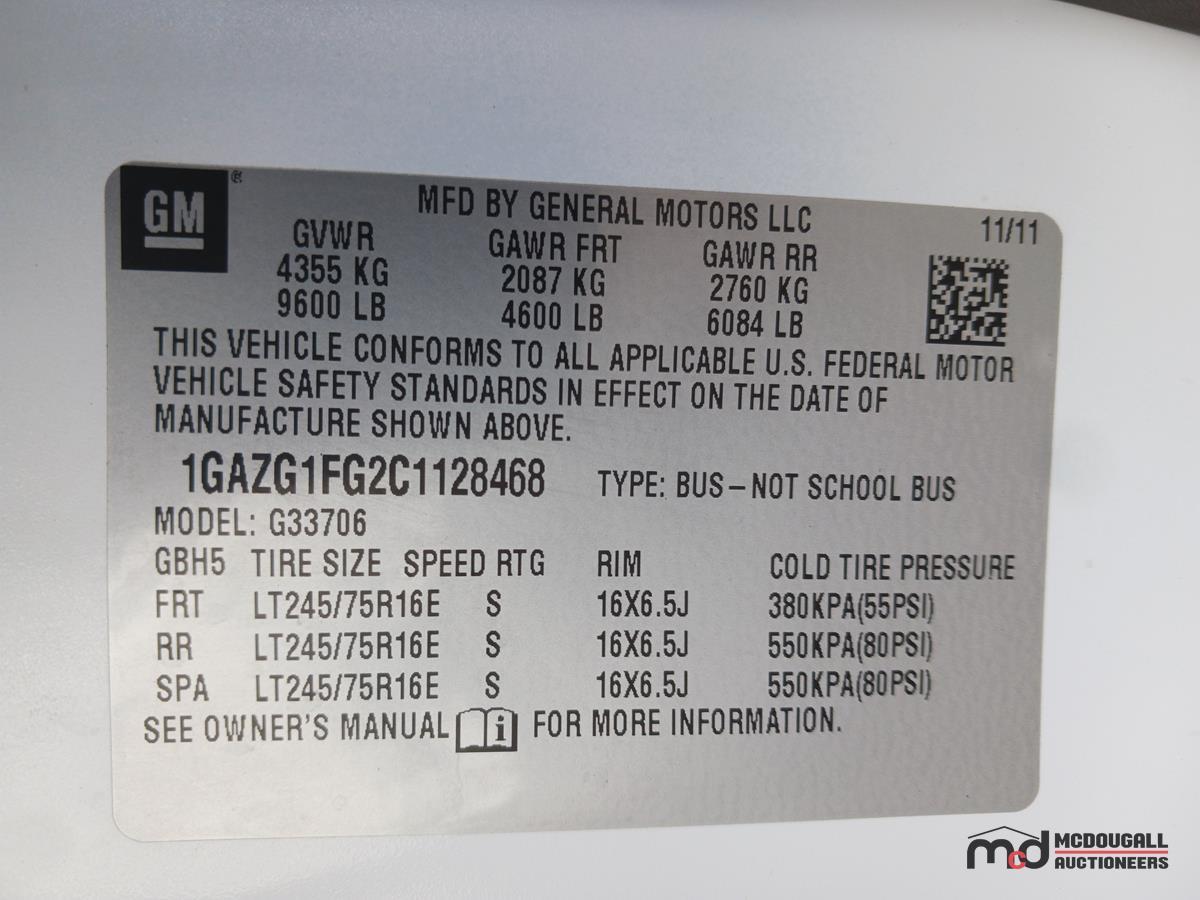 GM ®
MFD BY GENERAL MOTORS LLC 11/11
GVWR GAWR FRT GAWR RR
4355 KG 2087 KG 2760 KG
9600 LB 4600 LB 6084 LB
THIS VEHICLE CONFORMS TO ALL APPLICABLE U.S. FEDERAL MOTOR
VEHICLE SAFETY STANDARDS IN EFFECT ON THE DATE OF
MANUFACTURE SHOWN ABOVE.
1GAZG1FG2C1128468 TYPE: BUS-NOT SCHOOL BUS
MODEL: G33706
GBH5 TIRE SIZE SPEED RTG RIM COLD TIRE PRESSURE
FRT LT245/75R16E S 16X6.5J 380KPA(55PSI)
RR LT245/75R16E S 16X6.5J 550KPA(80PSI)
SPA LT245/75R16E S 16X6.5J 550KPA(80PSI)
SEE OWNER'S MANUAL i FOR MORE INFORMATION.
mcd MCDOUGALL
AUCTIONEERS